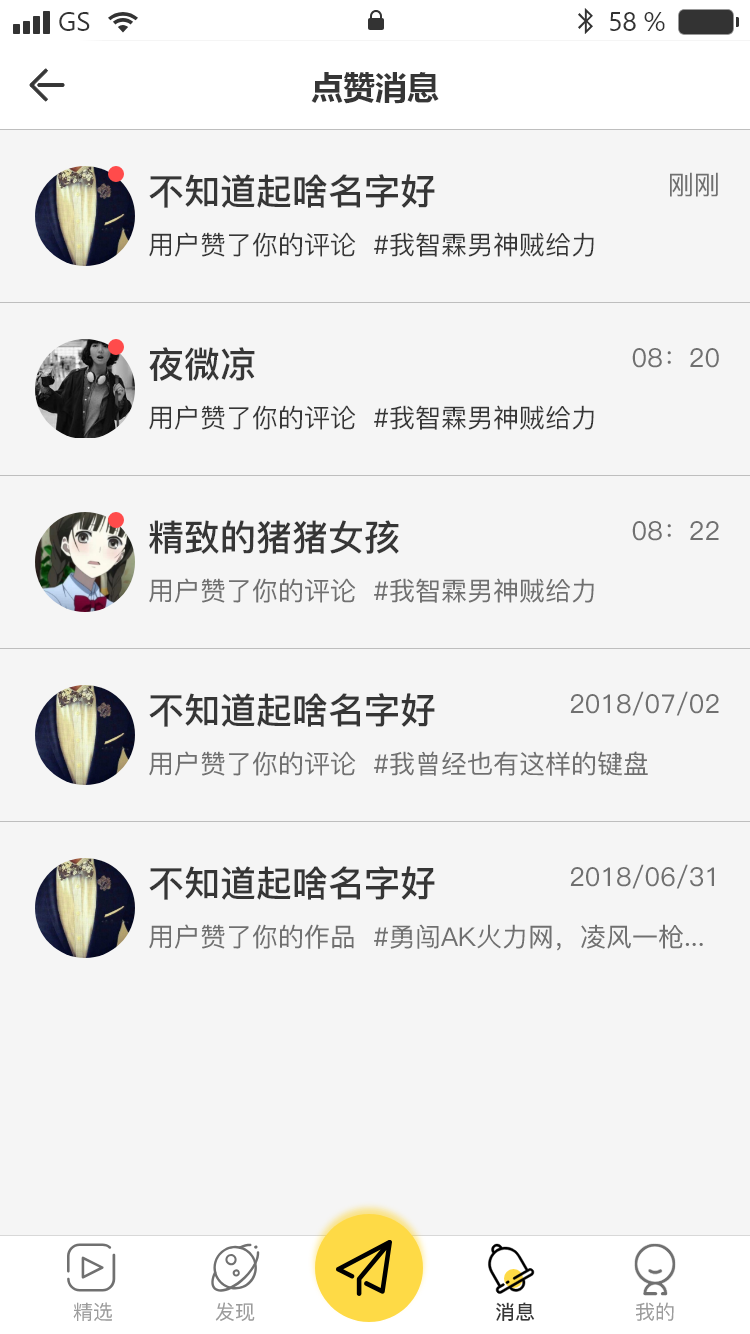 GS 58 %
点赞消息
不知道起啥名字好 刚刚
用户赞了你的评论 #我智霖男神贼给力
夜微凉 08：20
用户赞了你的评论 #我智霖男神贼给力
精致的猪猪女孩 08：22
用户赞了你的评论 #我智霖男神贼给力
不知道起啥名字好 2018/07/02
用户赞了你的评论 #我曾经也有这样的键盘
不知道起啥名字好 2018/06/31
用户赞了你的作品 #勇闯AK火力网，凌风一枪...
精选 发现 消息 我的